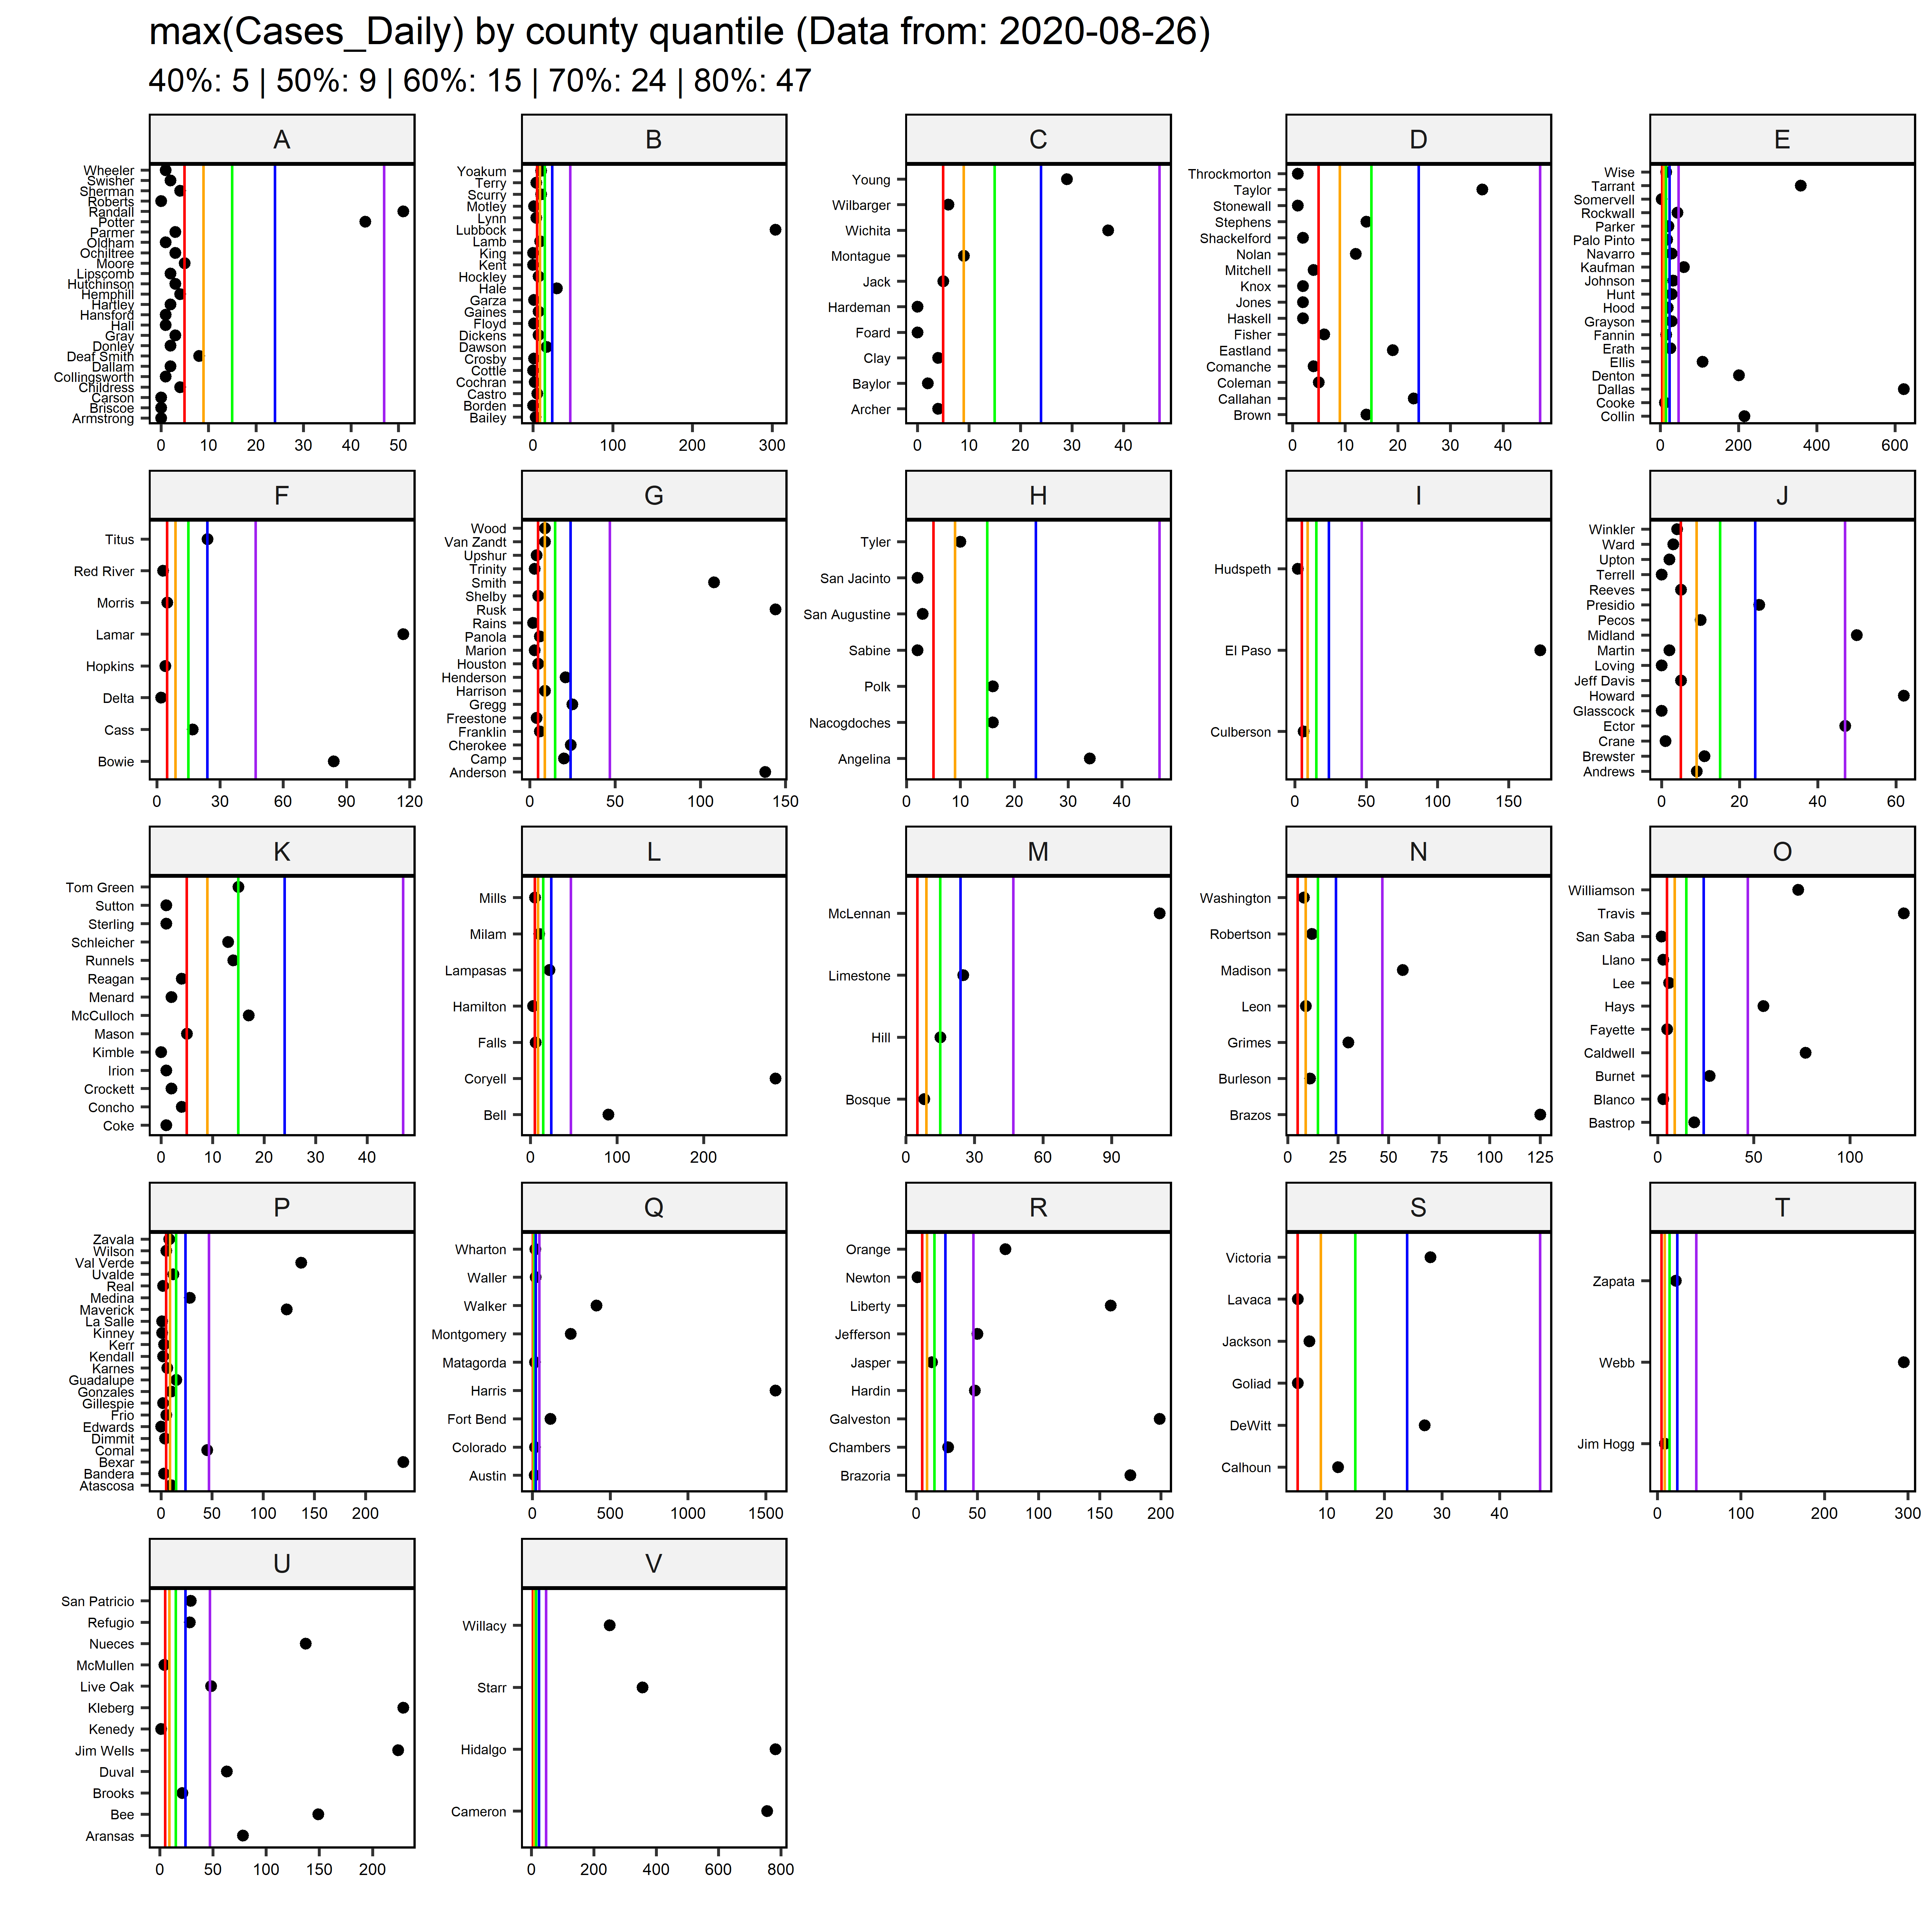 max(Cases_Daily) by county quantile (Data from: 2020-08-26)
40%: 5 | 50%: 9 | 60%: 15 | 70%: 24 | 80%: 47
A
Wheeler
Swisher
Sherman
Roberts
Randall
Potter
Parmer
Oldham
Ochiltree
Moore
Lipscomb
Hutchinson
Hemphill
Hartley
Hansford
Hall
Gray
Donley
Deaf Smith
Dallam
Collingsworth
Childress
Carson
Briscoe
Armstrong
0 10 20 30 40 50
B
Yoakum
Terry
Scurry
Motley
Lynn
Lubbock
Lamb
King
Kent
Hockley
Hale
Garza
Gaines
Floyd
Dickens
Dawson
Crosby
Cottle
Cochran
Castro
Borden
Bailey
0 100 200 300
C
Young
Wilbarger
Wichita
Montague
Jack
Hardeman
Foard
Clay
Baylor
Archer
0 10 20 30 40
D
Throckmorton
Taylor
Stonewall
Stephens
Shackelford
Nolan
Mitchell
Knox
Jones
Haskell
Fisher
Eastland
Comanche
Coleman
Callahan
Brown
0 10 20 30 40
E
Wise
Tarrant
Somervell
Rockwall
Parker
Palo Pinto
Navarro
Kaufman
Johnson
Hunt
Hood
Grayson
Fannin
Erath
Ellis
Denton
Dallas
Cooke
Collin
0 200 400 600
F
Titus
Red River
Morris
Lamar
Hopkins
Delta
Cass
Bowie
0 30 60 90 120
G
Wood
Van Zandt
Upshur
Trinity
Smith
Shelby
Rusk
Rains
Panola
Marion
Houston
Henderson
Harrison
Gregg
Freestone
Franklin
Cherokee
Camp
Anderson
0 50 100 150
H
Tyler
San Jacinto
San Augustine
Sabine
Polk
Nacogdoches
Angelina
0 10 20 30 40
I
Hudspeth
El Paso
Culberson
0 50 100 150
J
Winkler
Ward
Upton
Terrell
Reeves
Presidio
Pecos
Midland
Martin
Loving
Jeff Davis
Howard
Glasscock
Ector
Crane
Brewster
Andrews
0 20 40 60
K
Tom Green
Sutton
Sterling
Schleicher
Runnels
Reagan
Menard
McCulloch
Mason
Kimble
Irion
Crockett
Concho
Coke
0 10 20 30 40
L
Mills
Milam
Lampasas
Hamilton
Falls
Coryell
Bell
0 100 200
M
McLennan
Limestone
Hill
Bosque
0 30 60 90
N
Washington
Robertson
Madison
Leon
Grimes
Burleson
Brazos
0 25 50 75 100 125
O
Williamson
Travis
San Saba
Llano
Lee
Hays
Fayette
Caldwell
Burnet
Blanco
Bastrop
0 50 100
P
Zavala
Wilson
Val Verde
Uvalde
Real
Medina
Maverick
La Salle
Kinney
Kerr
Kendall
Karnes
Guadalupe
Gonzales
Gillespie
Frio
Edwards
Dimmit
Comal
Bexar
Bandera
Atascosa
0 50 100 150 200
Q
Wharton
Waller
Walker
Montgomery
Matagorda
Harris
Fort Bend
Colorado
Austin
0 500 1000 1500
R
Orange
Newton
Liberty
Jefferson
Jasper
Hardin
Galveston
Chambers
Brazoria
0 50 100 150 200
S
Victoria
Lavaca
Jackson
Goliad
DeWitt
Calhoun
10 20 30 40
T
Zapata
Webb
Jim Hogg
0 100 200 300
U
San Patricio
Refugio
Nueces
McMullen
Live Oak
Kleberg
Kenedy
Jim Wells
Duval
Brooks
Bee
Aransas
0 50 100 150 200
V
Willacy
Starr
Hidalgo
Cameron
0 200 400 600 800